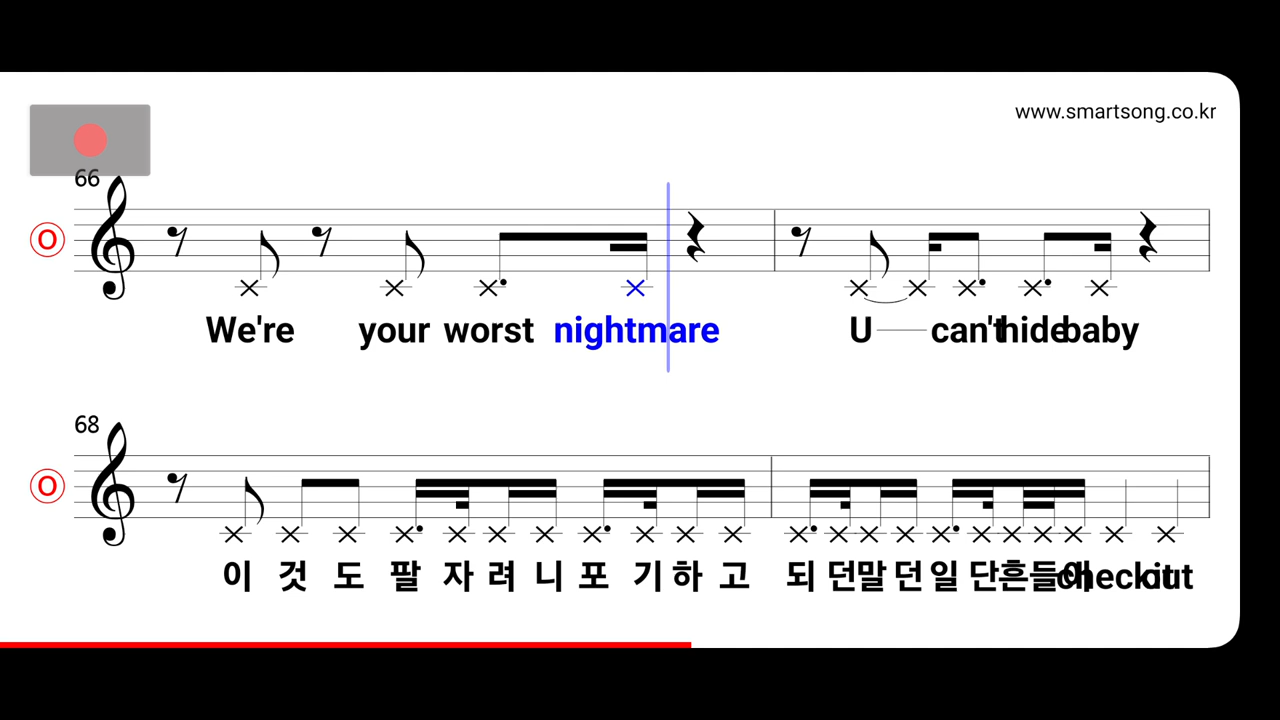 www.smartsong.co.kr
66
O
We're your worst nightmare U can't hide baby
68
O
이 것 도 팔 자 려 니 포 기 하 고 되 던 말 던 일 단 흔 들 어 check it out